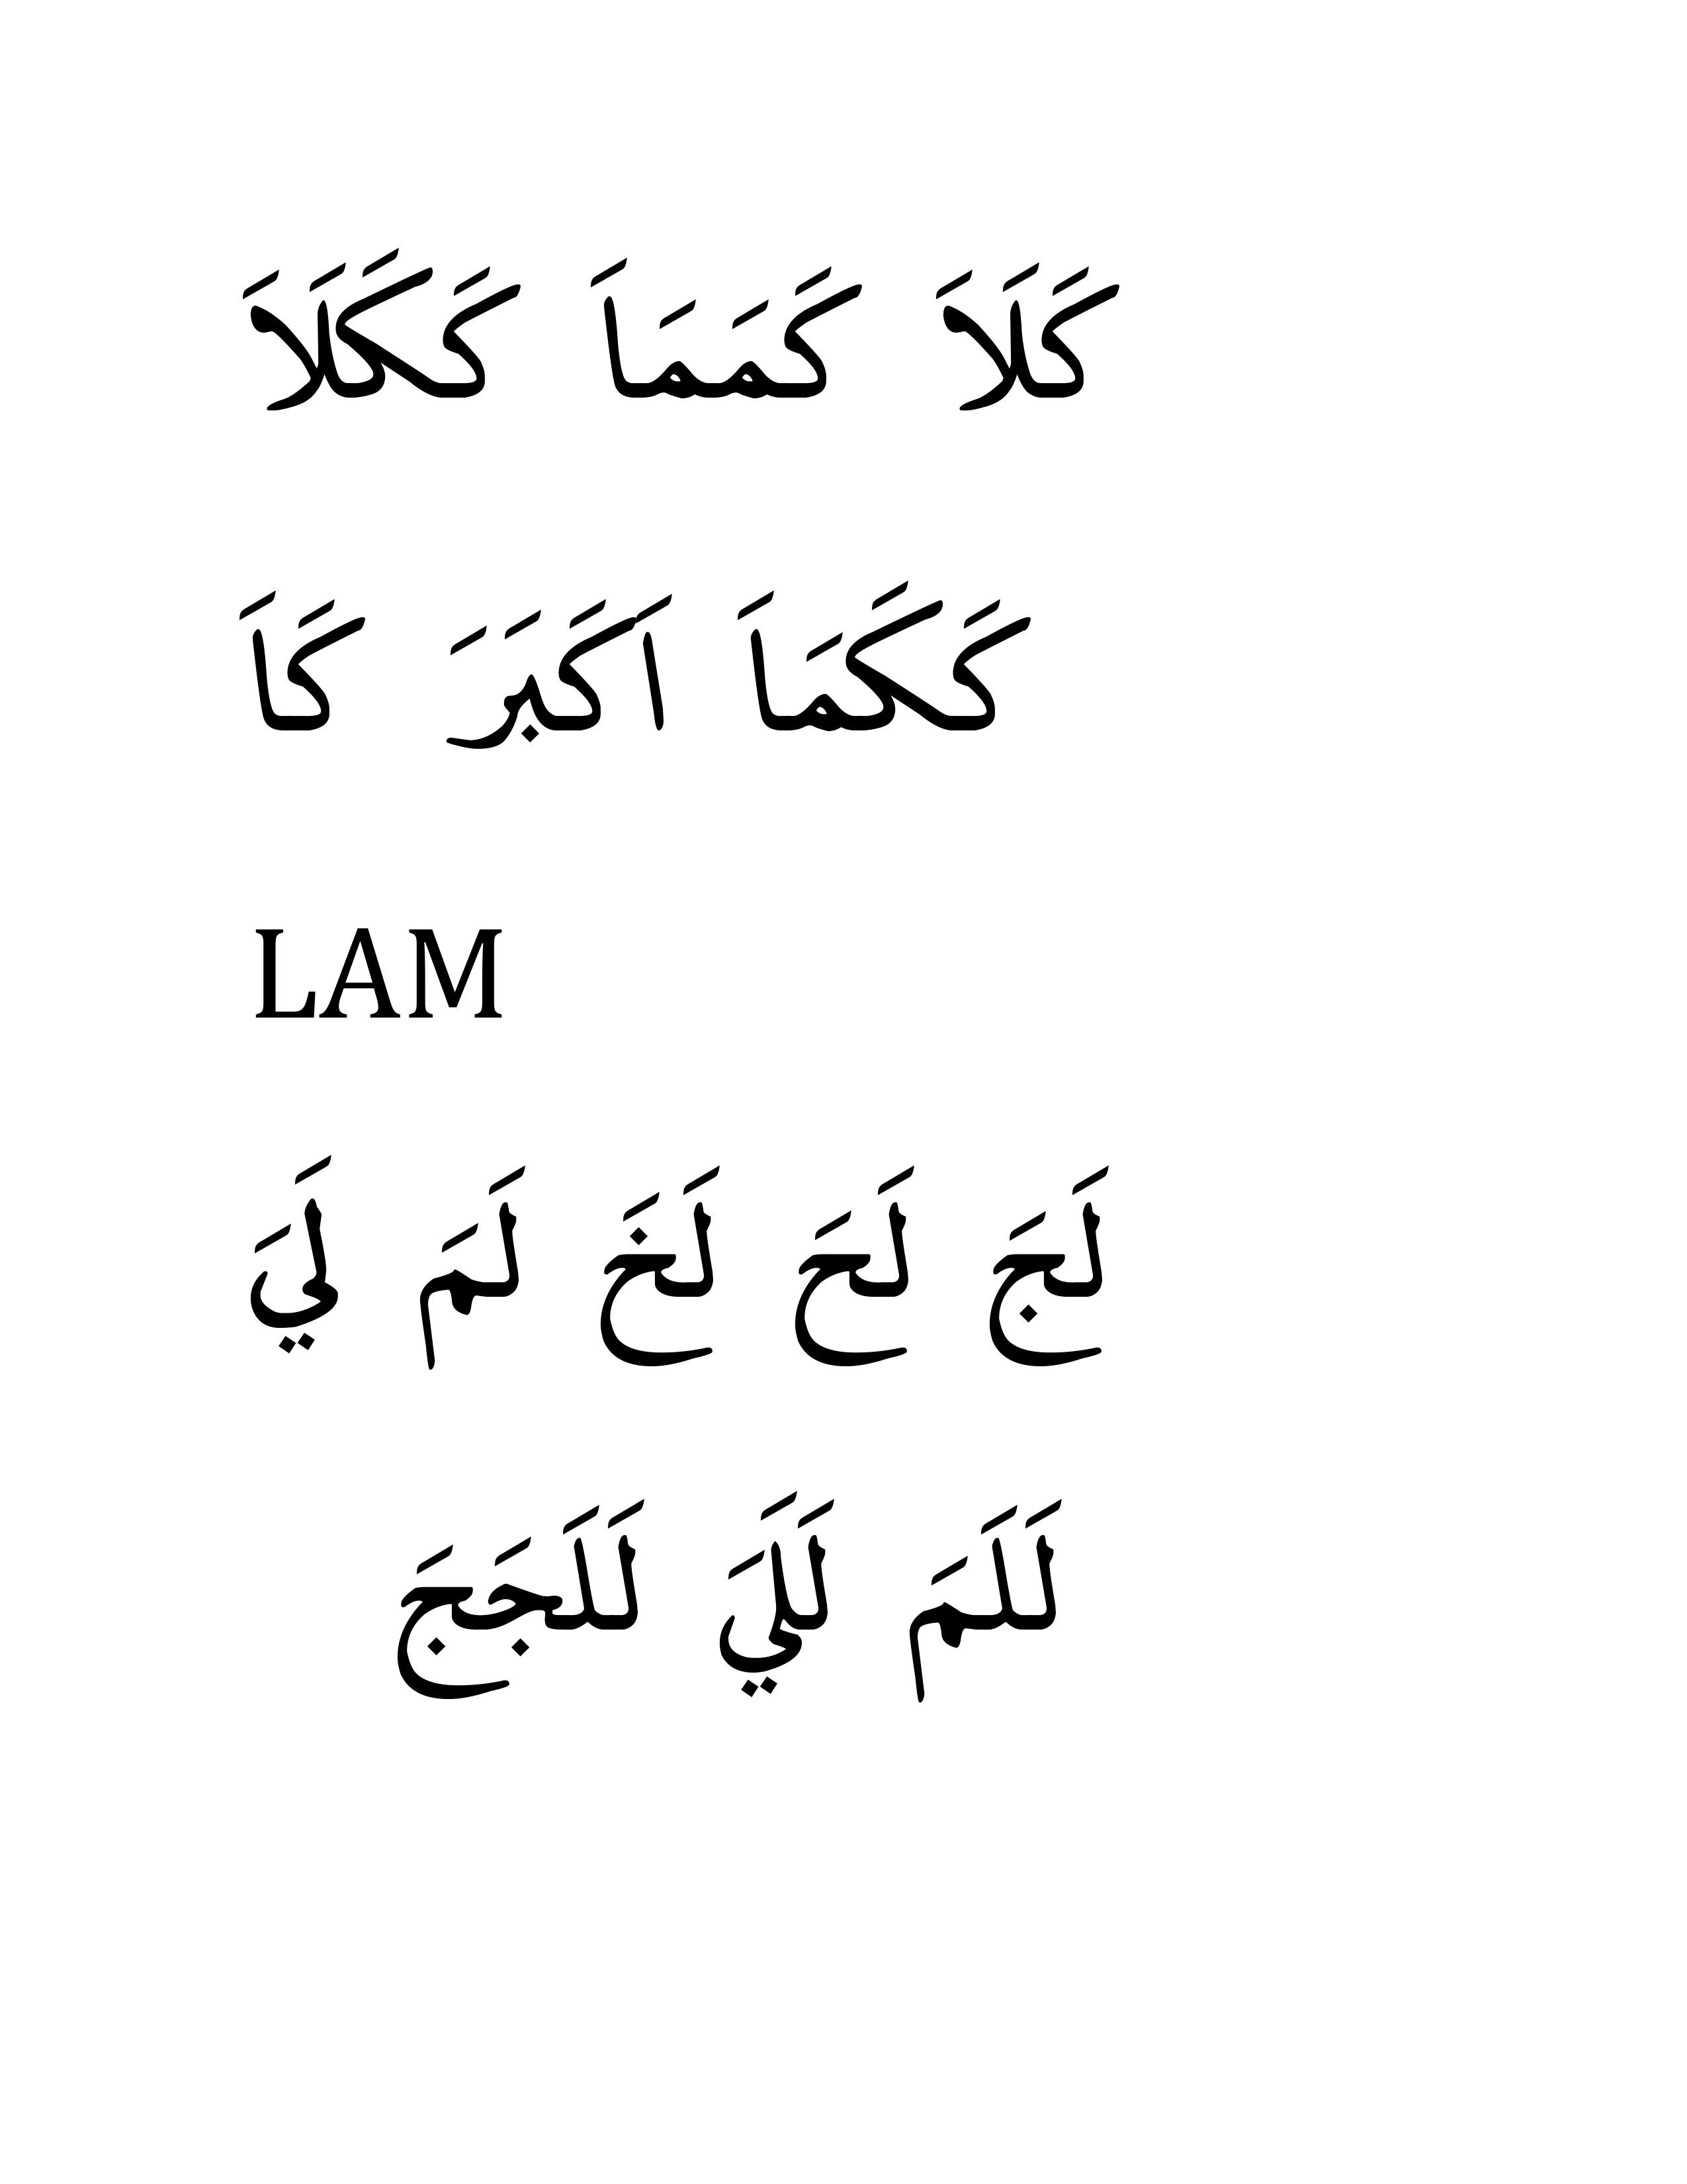 كَلَاَ كَمَمَاَ كَكَلَاَ
كَكَمَاَ اَكَبَرَ كَاَ
LAM
لَجَ لَحَ لَخَ لَمَ لَيَ
لَلَمَ لَلَيَ لَلَجَجَ